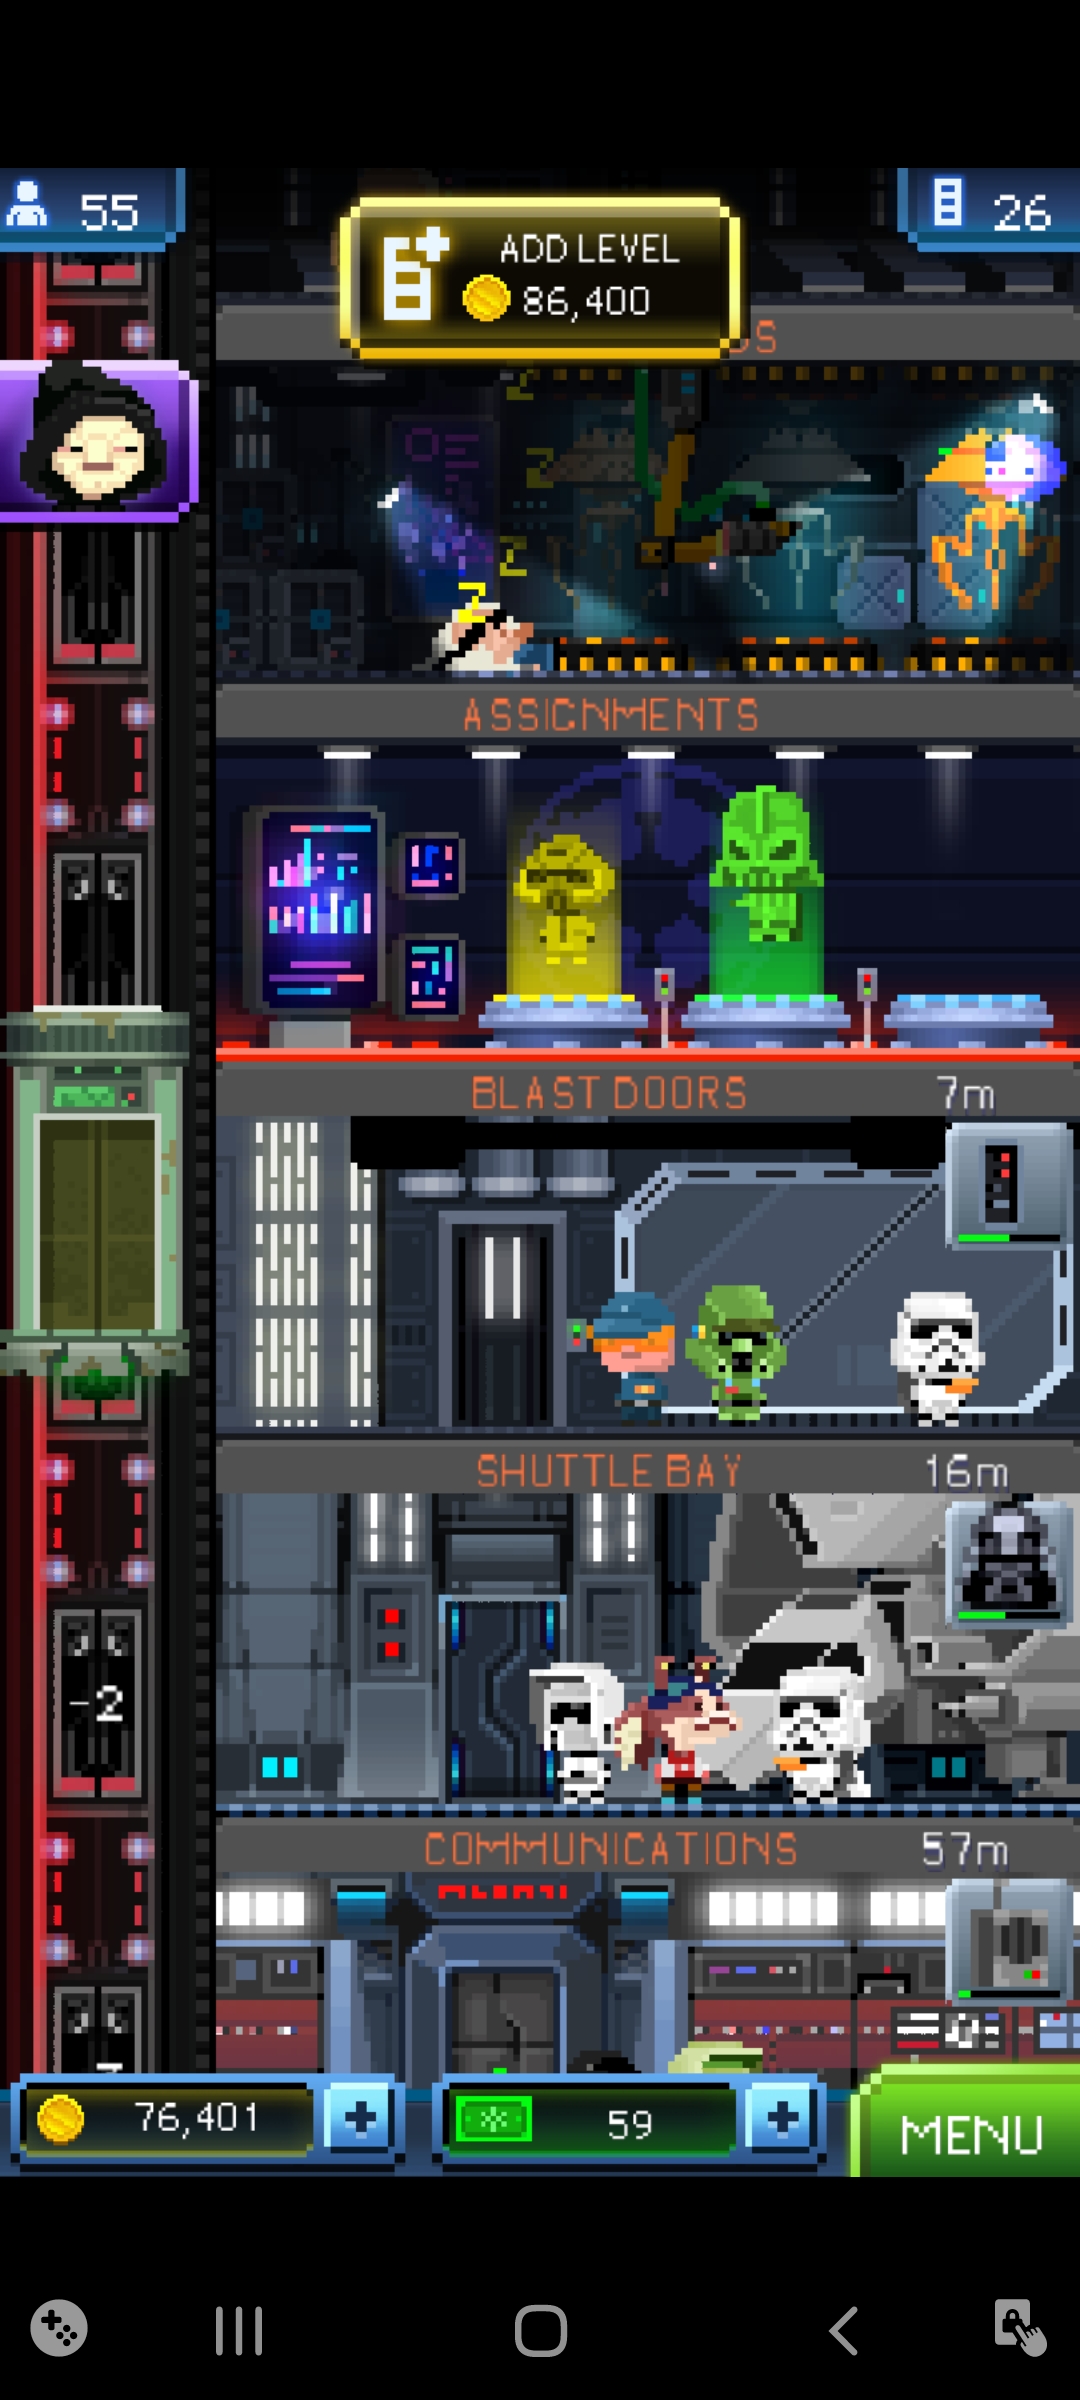 55
ADD LEVEL
86,400
26
Z
Z
Z
Z
ASSIGNMENTS
BLAST DOORS 7m
SHUTTLE BAY 16m
-2
COMMUNICATIONS 57m
76,401 +
59 +
MENU